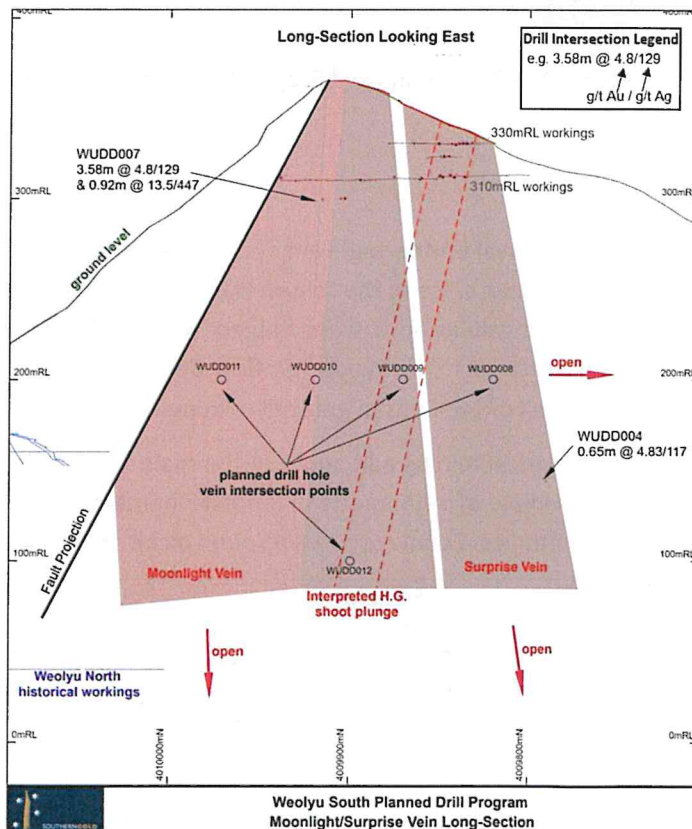 400mRL
400mRL
Long-Section Looking East
Drill Intersection Legend
e.g. 3.58m @ 4.8/129
g/t Au / g/t Ag
330mRL workings
WUDD007
3.58m @ 4.8/129
& 0.92m @ 13.5/447
310mRL workings
300mRL
300mRL
ground level
WUDD011
WUDD010
WUDD009
WUDD008
open
200mRL
200mRL
WUDD004
0.65m @ 4.83/117
planned drill hole
vein intersection points
Fault Projection
100mRL
100mRL
WUDD012
Moonlight Vein
Surprise Vein
Interpreted H.G.
shoot plunge
open
open
Weolyu North
historical workings
0mRL
0mRL
4010000mN
4009900mN
4009800mN
SOUTHERNGOLD
Weolyu South Planned Drill Program
Moonlight/Surprise Vein Long-Section